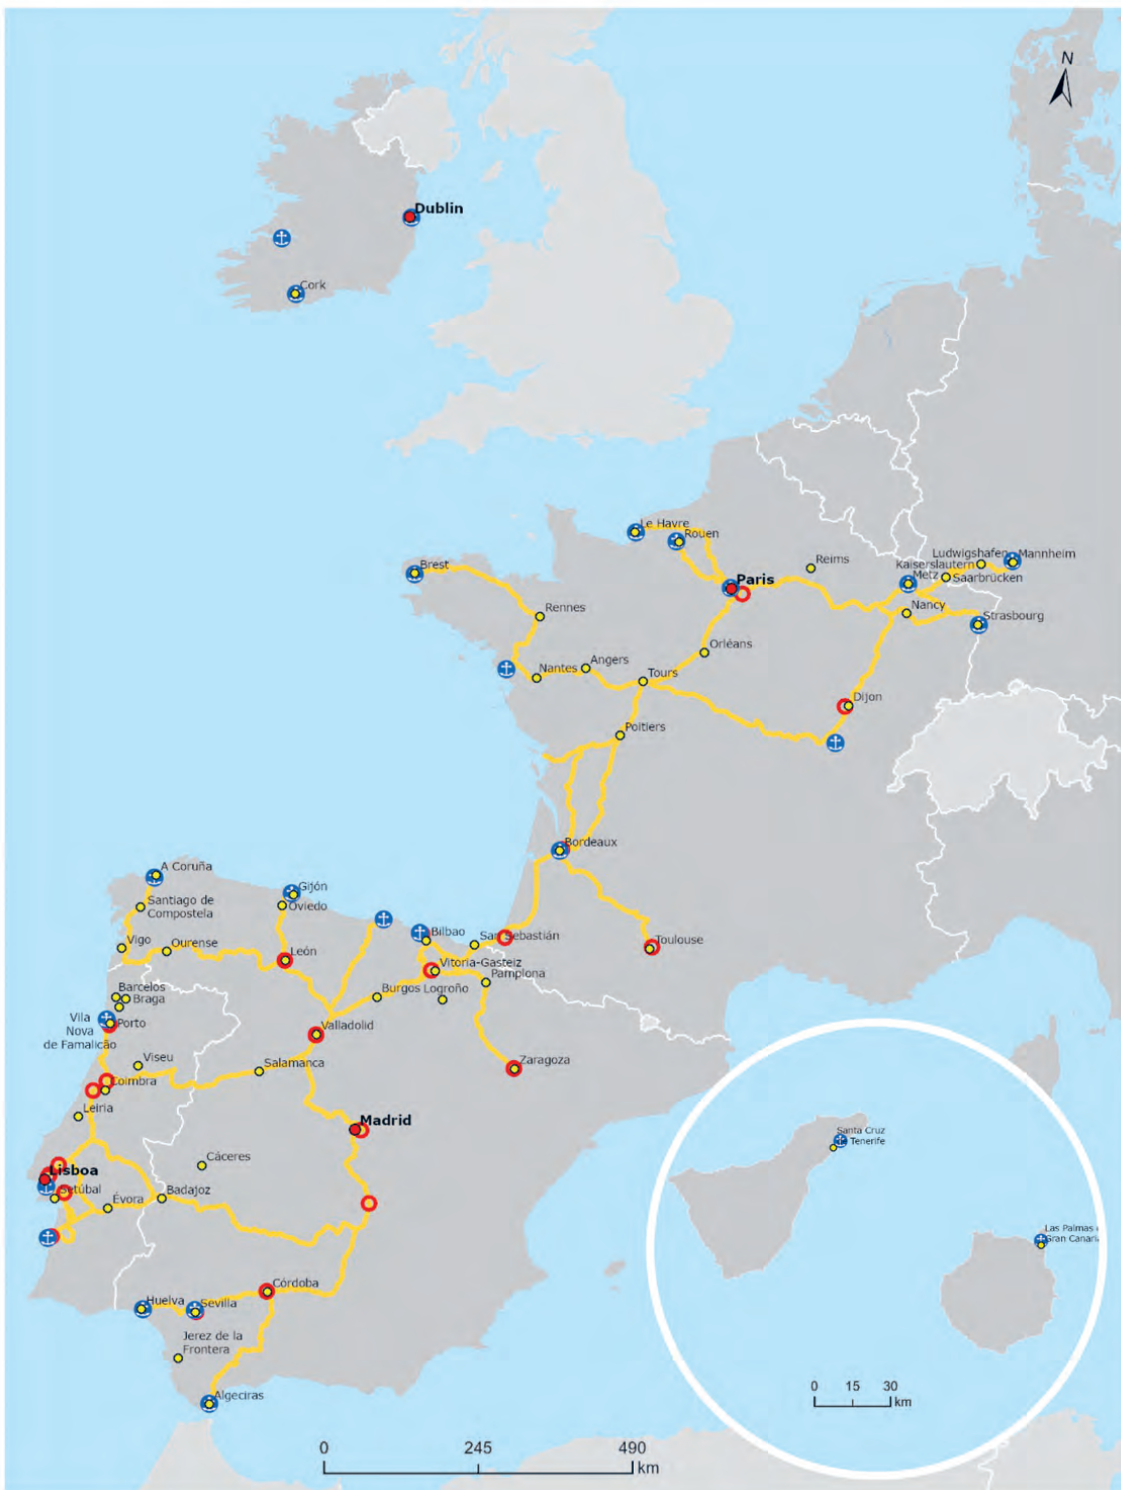 N
Dublin
Cork
Le Havre
Rouen
Brest
Paris
Reims
Ludwigshafen
Mannheim
Kaiserslautern
Metz
Saarbrücken
Rennes
Nancy
Strasbourg
Orléans
Nantes
Angers
Tours
Dijon
Poitiers
Bordeaux
A Coruña
Gijón
Santiago de
Compostela
Oviedo
Vigo
Ourense
León
Bilbao
San Sebastián
Toulouse
Vitoria-Gasteiz
Pamplona
Barcelos
Braga
Burgos
Logroño
Vila
Nova
de Famalicão
Porto
Valladolid
Viseu
Salamanca
Zaragoza
Coimbra
Leiria
Madrid
Santa Cruz
Tenerife
Cáceres
Lisboa
Setúbal
Évora
Badajoz
Las Palmas
Gran Canaria
Córdoba
Huelva
Sevilla
Jerez de la
Frontera
Algeciras
0 15 30
km
0 245 490
km